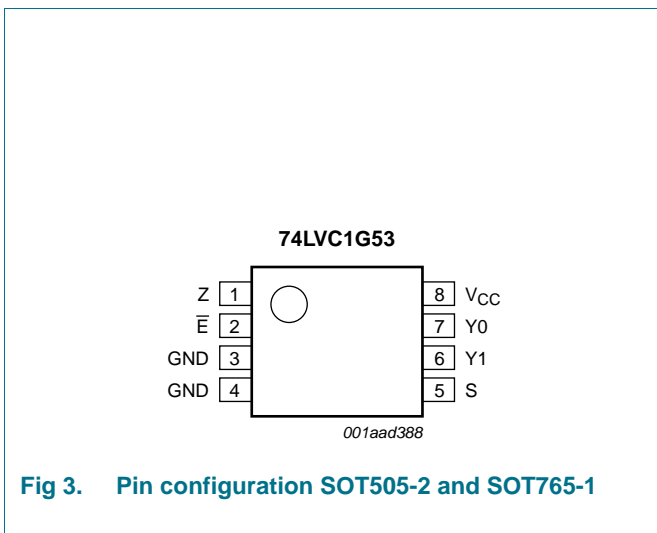 74LVC1G53
Z 1 8 VCC
E̅ 2 7 Y0
GND 3 6 Y1
GND 4 5 S
001aad388
Fig 3. Pin configuration SOT505-2 and SOT765-1